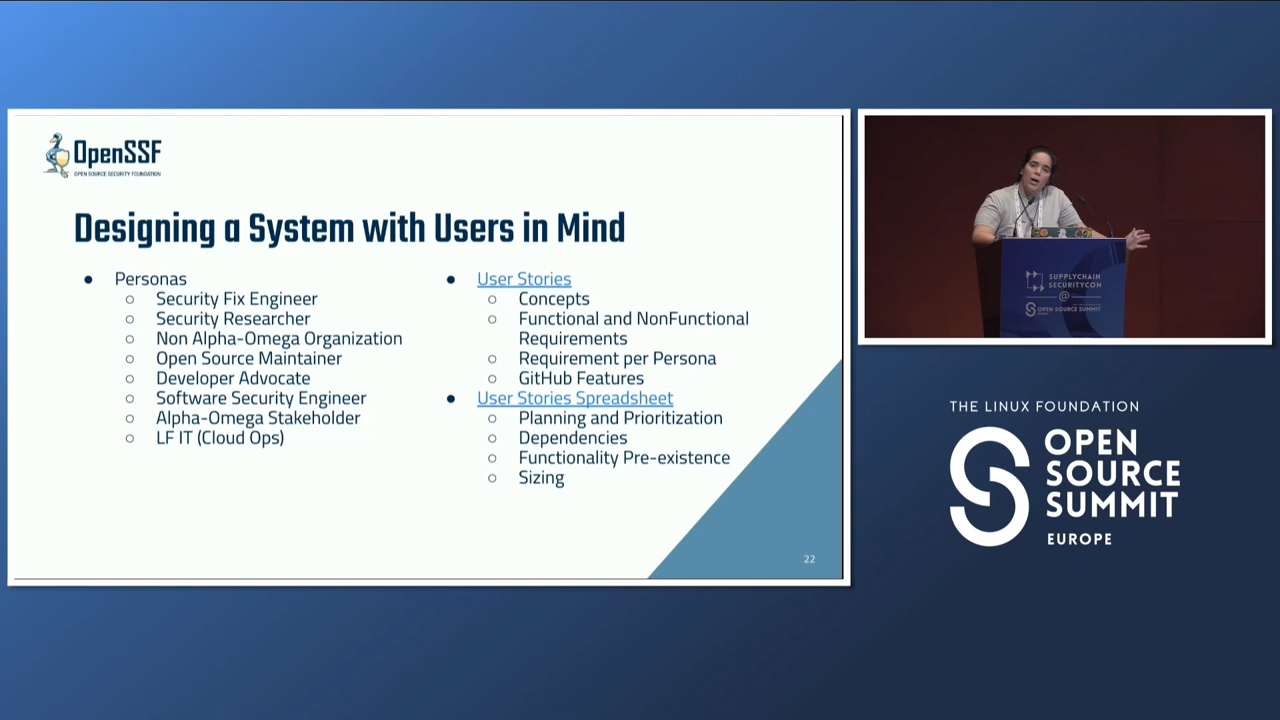 OpenSSF
OPEN SOURCE SECURITY FOUNDATION
Designing a System with Users in Mind
● Personas
○ Security Fix Engineer
○ Security Researcher
○ Non Alpha-Omega Organization
○ Open Source Maintainer
○ Developer Advocate
○ Software Security Engineer
○ Alpha-Omega Stakeholder
○ LF IT (Cloud Ops)
● User Stories
○ Concepts
○ Functional and NonFunctional
Requirements
○ Requirement per Persona
○ GitHub Features
● User Stories Spreadsheet
○ Planning and Prioritization
○ Dependencies
○ Functionality Pre-existence
○ Sizing
22
SUPPLYCHAIN
SECURITYCON
@
OPEN SOURCE SUMMIT
THE LINUX FOUNDATION
OPEN
SOURCE
SUMMIT
EUROPE